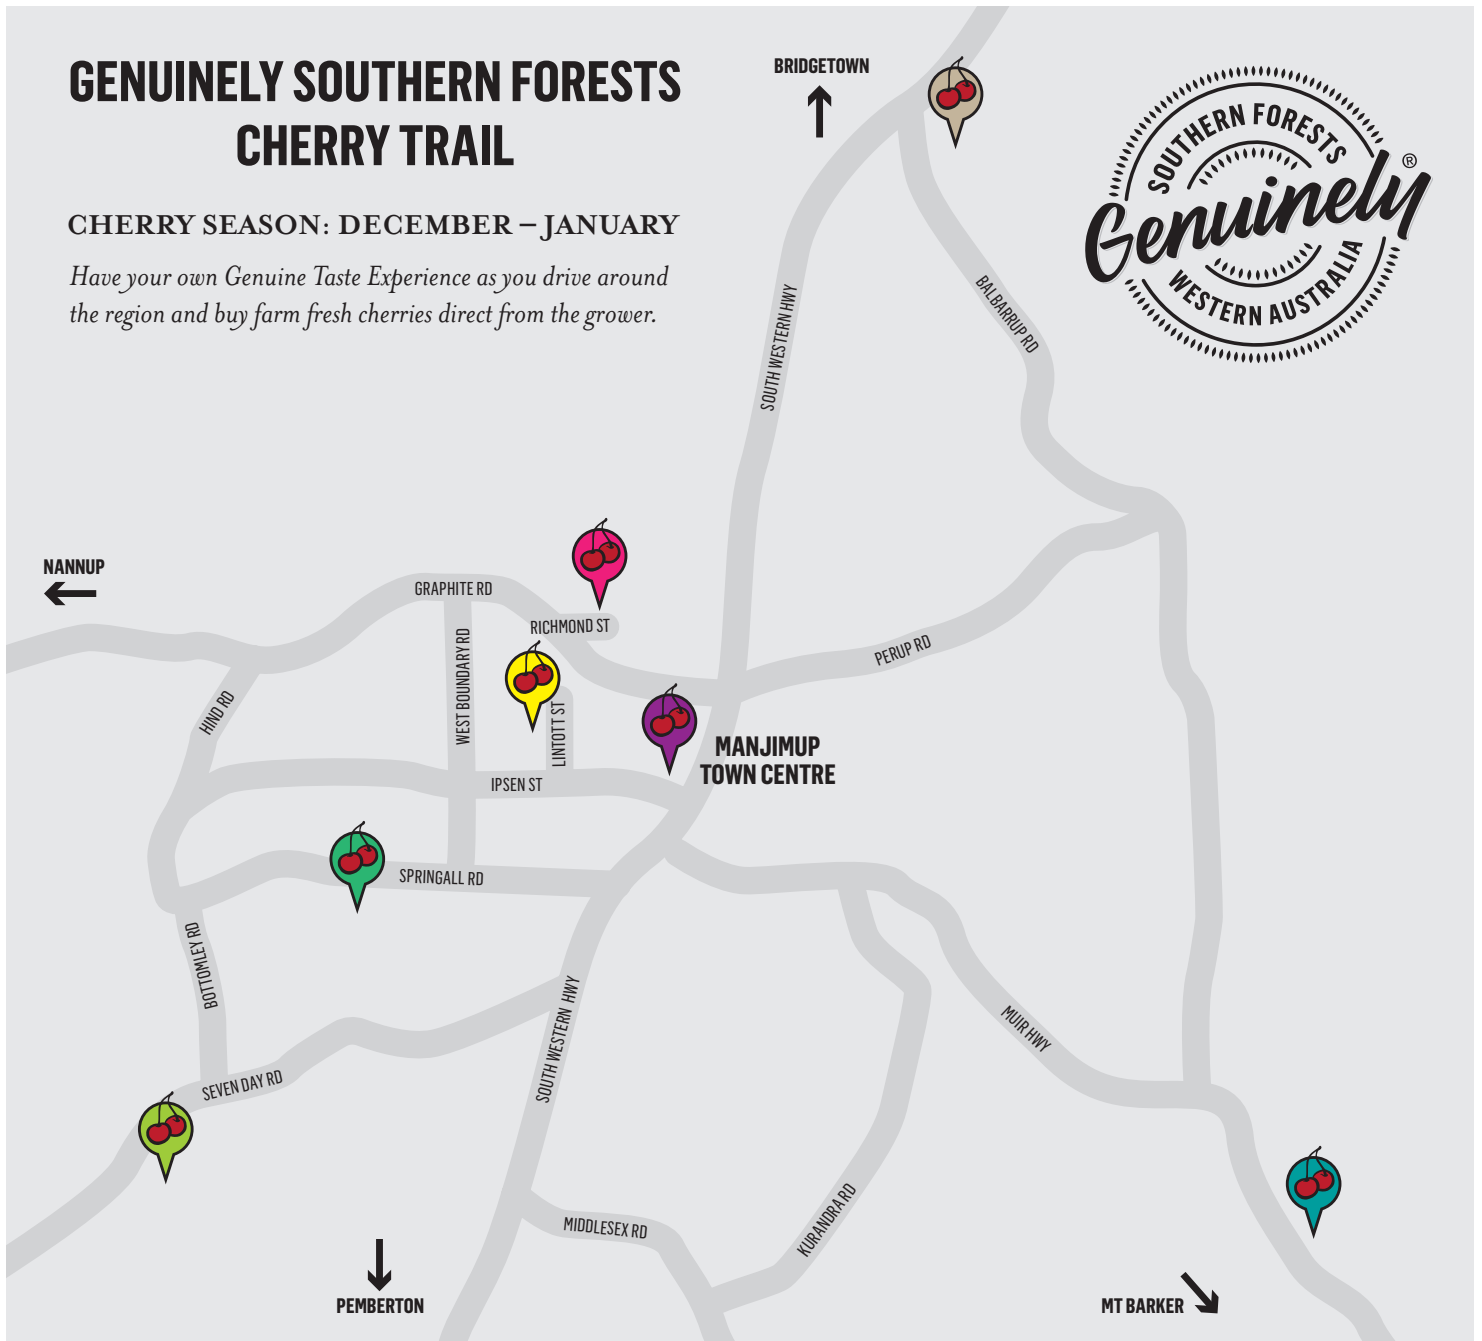 GENUINELY SOUTHERN FORESTS
CHERRY TRAIL
CHERRY SEASON: DECEMBER – JANUARY
Have your own Genuine Taste Experience as you drive around
the region and buy farm fresh cherries direct from the grower.
BRIDGETOWN
SOUTHERN FORESTS
Genuinely®
WESTERN AUSTRALIA
SOUTH WESTERN HWY
BALBARRUP RD
NANNUP
GRAPHITE RD
RICHMOND ST
WEST BOUNDARY RD
PERUP RD
HIND RD
LINTOTT ST
MANJIMUP
TOWN CENTRE
IPSEN ST
SPRINGALL RD
BOTTOMLEY RD
SOUTH WESTERN HWY
MUIR HWY
SEVEN DAY RD
MIDDLESEX RD
KURANDRA RD
PEMBERTON
MT BARKER